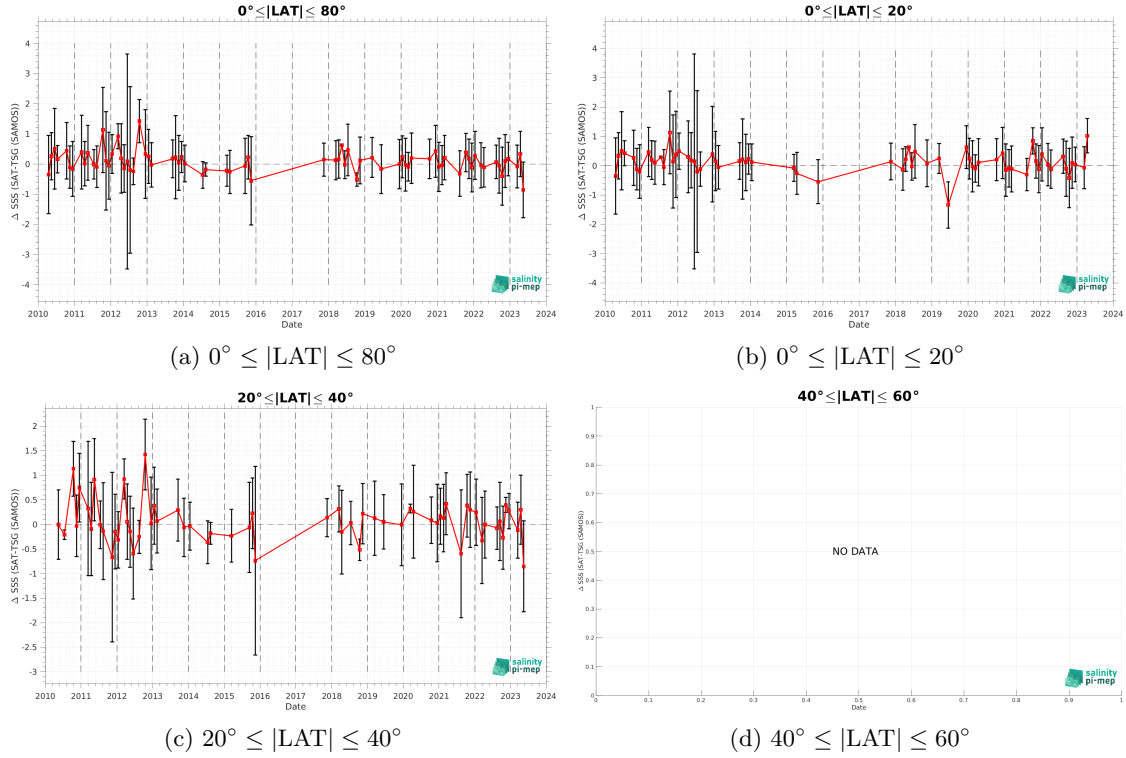 0°≤|LAT|≤ 80°
Δ SSS (SAT-TSG (SAMOS))
4
3
2
1
0
-1
-2
-3
-4
2010 2011 2012 2013 2014 2015 2016 2017 2018 2019 2020 2021 2022 2023 2024
Date
salinity
pi-mep
(a) 0° ≤ |LAT| ≤ 80°
0°≤|LAT|≤ 20°
Δ SSS (SAT-TSG (SAMOS))
4
3
2
1
0
-1
-2
-3
-4
2010 2011 2012 2013 2014 2015 2016 2017 2018 2019 2020 2021 2022 2023 2024
Date
salinity
pi-mep
(b) 0° ≤ |LAT| ≤ 20°
20°≤|LAT|≤ 40°
Δ SSS (SAT-TSG (SAMOS))
2
1.5
1
0.5
0
-0.5
-1
-1.5
-2
-2.5
-3
2010 2011 2012 2013 2014 2015 2016 2017 2018 2019 2020 2021 2022 2023 2024
Date
salinity
pi-mep
(c) 20° ≤ |LAT| ≤ 40°
40°≤|LAT|≤ 60°
Δ SSS (SAT-TSG (SAMOS))
1
0.9
0.8
0.7
0.6
0.5
0.4
0.3
0.2
0.1
0
NO DATA
0 0.1 0.2 0.3 0.4 0.5 0.6 0.7 0.8 0.9 1
Date
salinity
pi-mep
(d) 40° ≤ |LAT| ≤ 60°